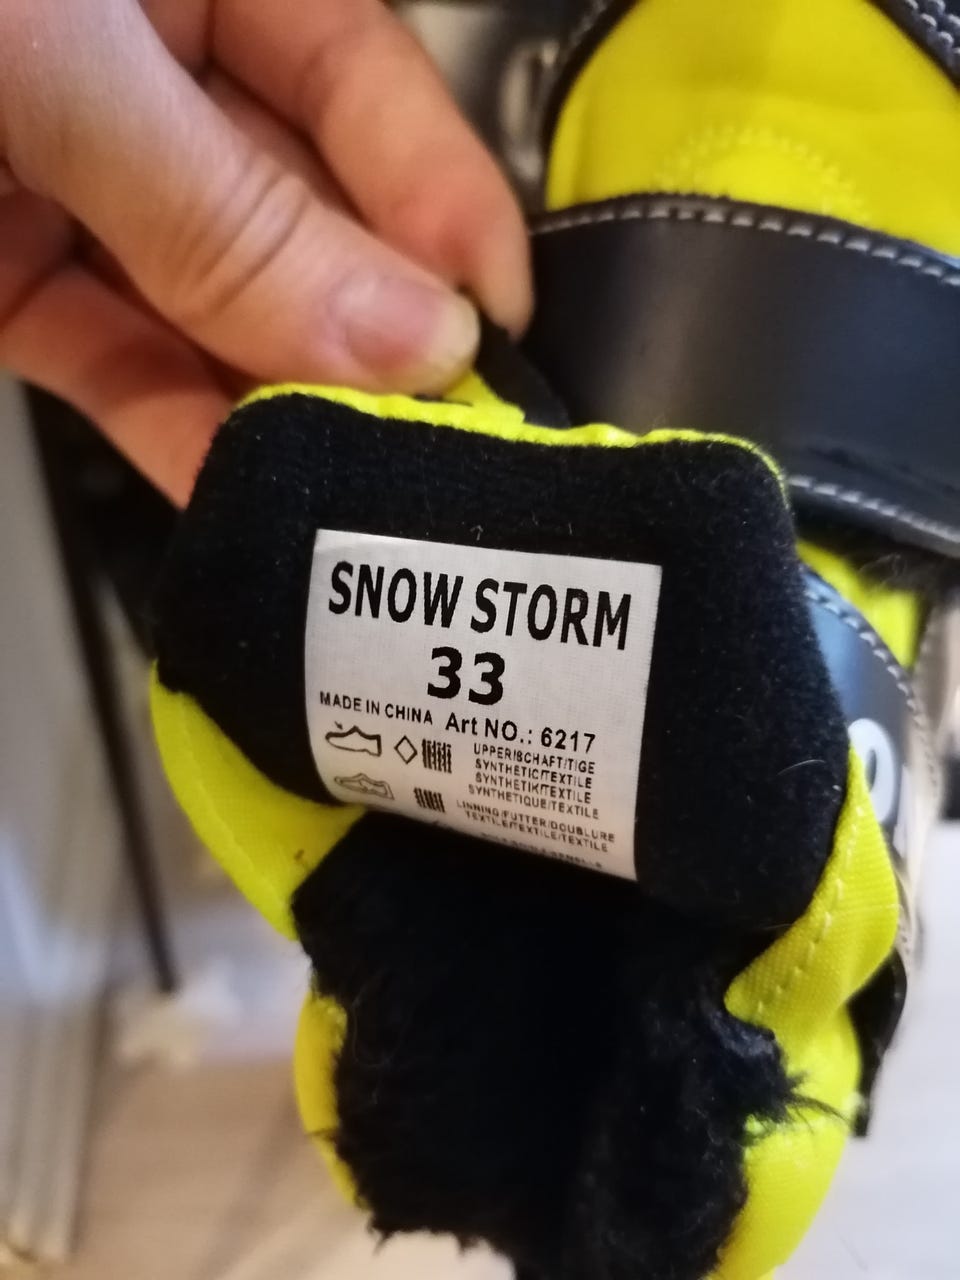 SNOW STORM
33
MADE IN CHINA Art NO.: 6217
UPPER/SCHAFT/TIGE
SYNTHETIC/TEXTILE
SYNTHETIK/TEXTILE
SYNTHETIQUE/TEXTILE
LINNING/FUTTER/DOUBLURE
TEXTILE/TEXTILE/TEXTILE